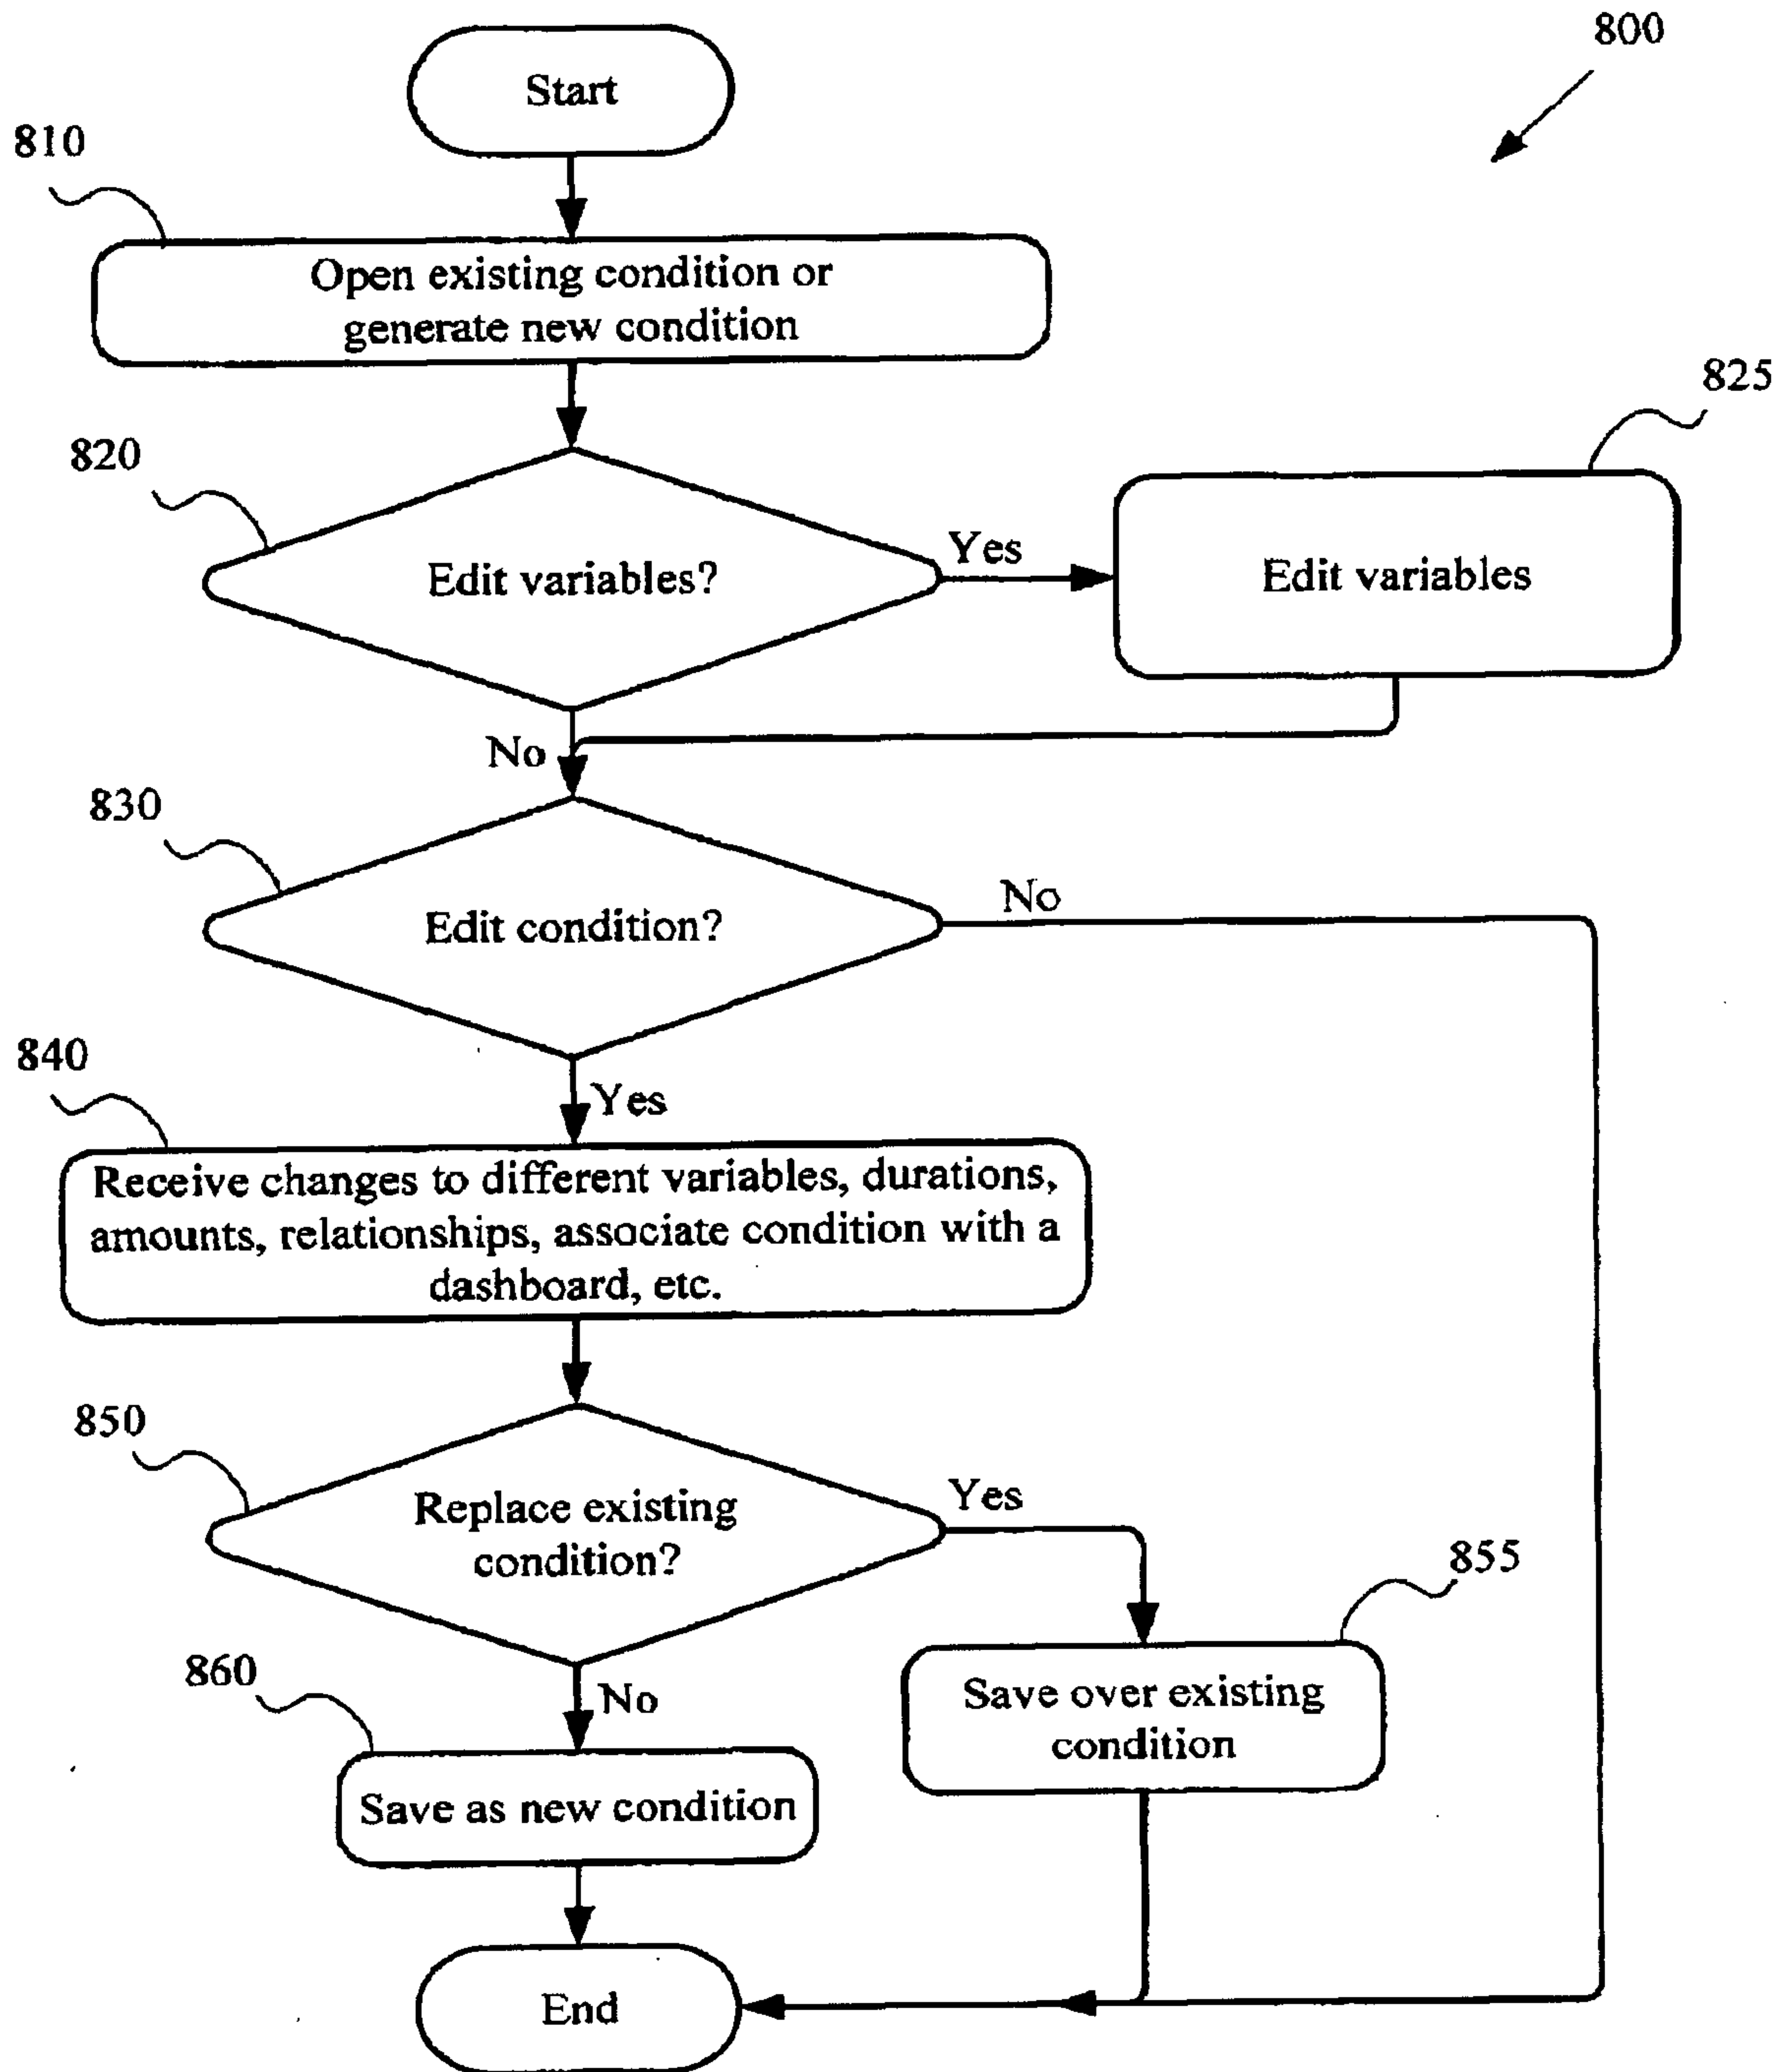 800
Start
810
Open existing condition or
generate new condition
825
820
Yes
Edit variables?
Edit variables
No
830
No
Edit condition?
840
Yes
Receive changes to different variables, durations,
amounts, relationships, associate condition with a
dashboard, etc.
850
Yes
Replace existing
condition?
855
860
No
Save over existing
condition
Save as new condition
End